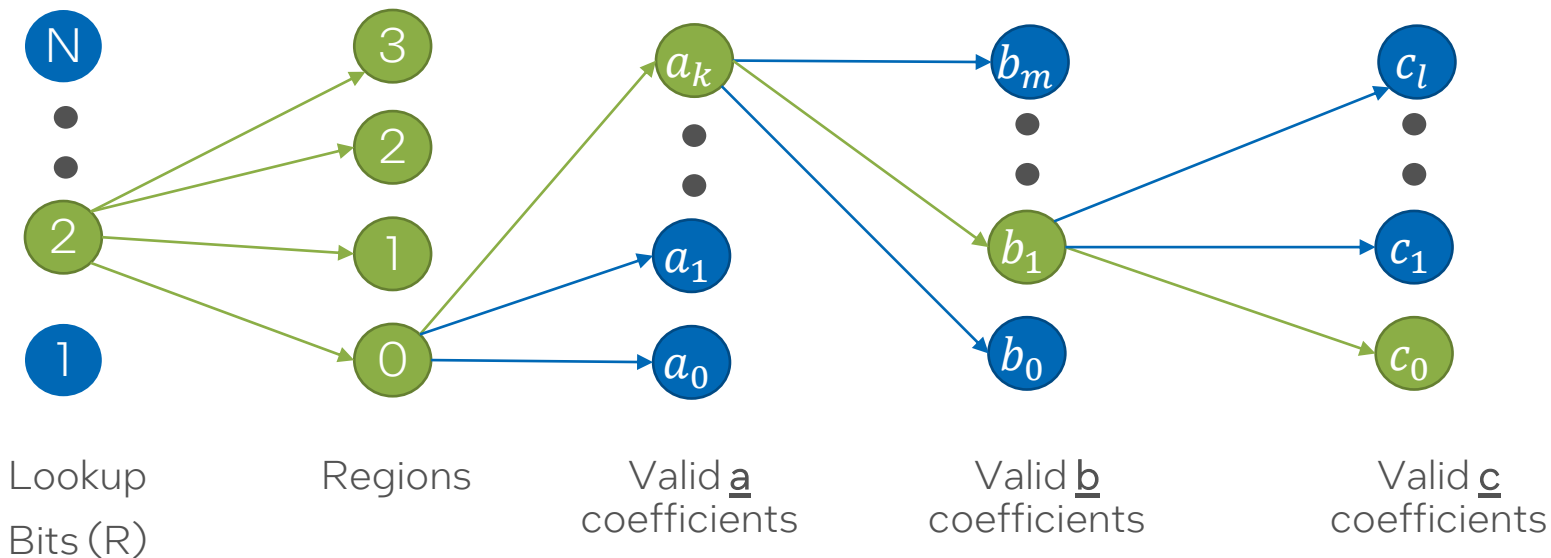 N
2
1
3
2
1
0
a_k
a_1
a_0
b_m
b_1
b_0
c_l
c_1
c_0
Lookup
Bits (R)
Regions
Valid a
coefficients
Valid b
coefficients
Valid c
coefficients